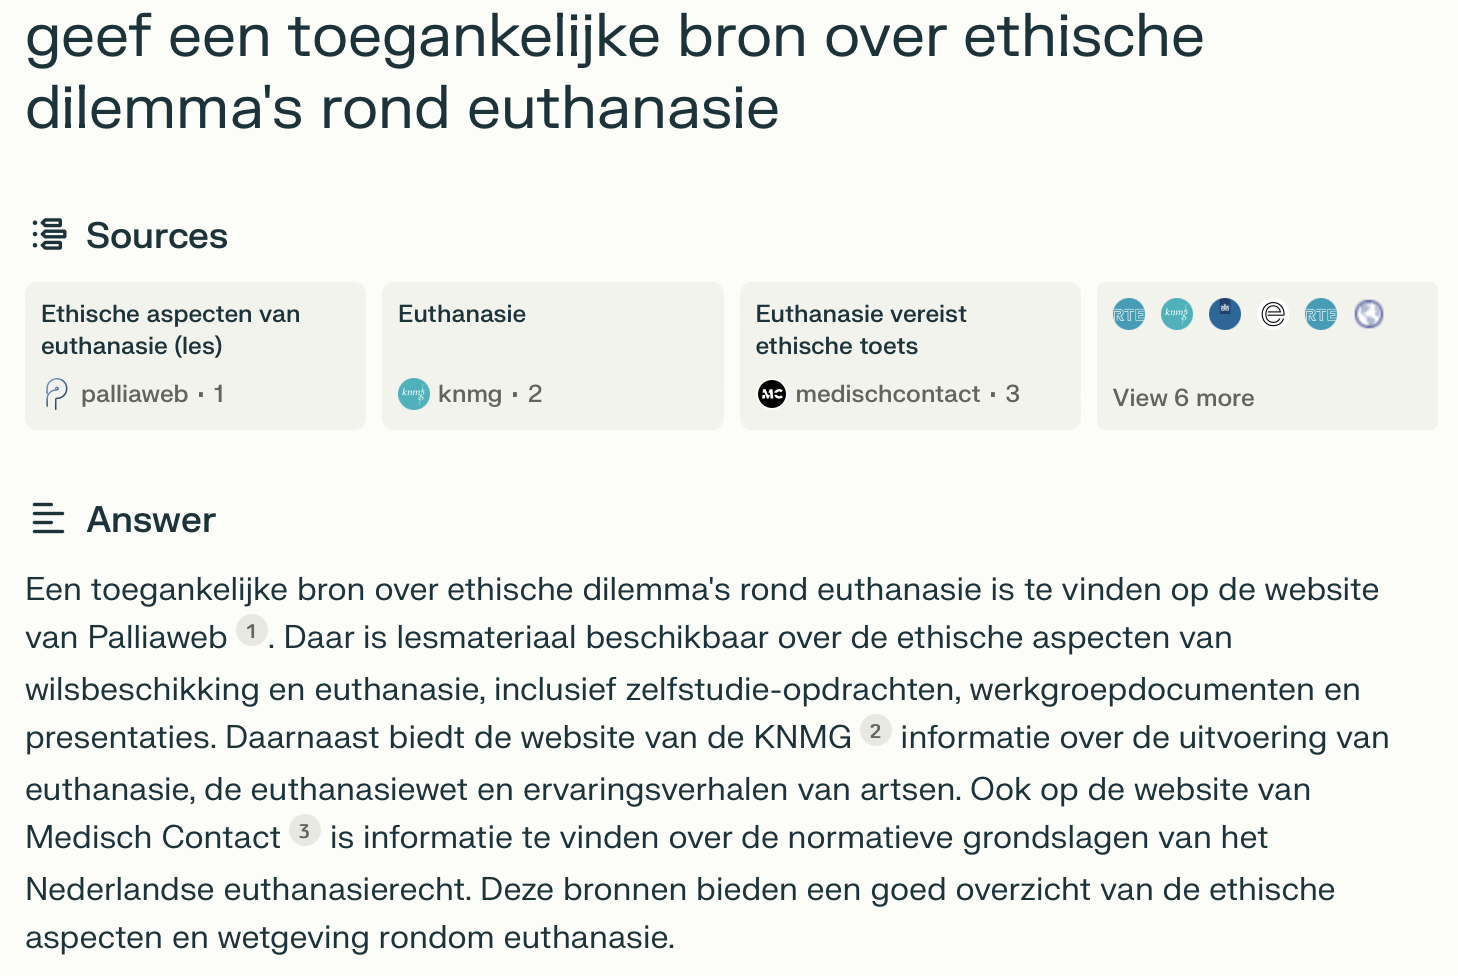 geef een toegankelijke bron over ethische
dilemma's rond euthanasie
Sources
Ethische aspecten van
euthanasie (les)
palliaweb · 1
Euthanasie
knmg
knmg · 2
Euthanasie vereist
ethische toets
MC
medischcontact · 3
RTE
knmg
e
RTE
View 6 more
Answer
Een toegankelijke bron over ethische dilemma's rond euthanasie is te vinden op de website
van Palliaweb 1. Daar is lesmateriaal beschikbaar over de ethische aspecten van
wilsbeschikking en euthanasie, inclusief zelfstudie-opdrachten, werkgroepdocumenten en
presentaties. Daarnaast biedt de website van de KNMG 2 informatie over de uitvoering van
euthanasie, de euthanasiewet en ervaringsverhalen van artsen. Ook op de website van
Medisch Contact 3 is informatie te vinden over de normatieve grondslagen van het
Nederlandse euthanasierecht. Deze bronnen bieden een goed overzicht van de ethische
aspecten en wetgeving rondom euthanasie.